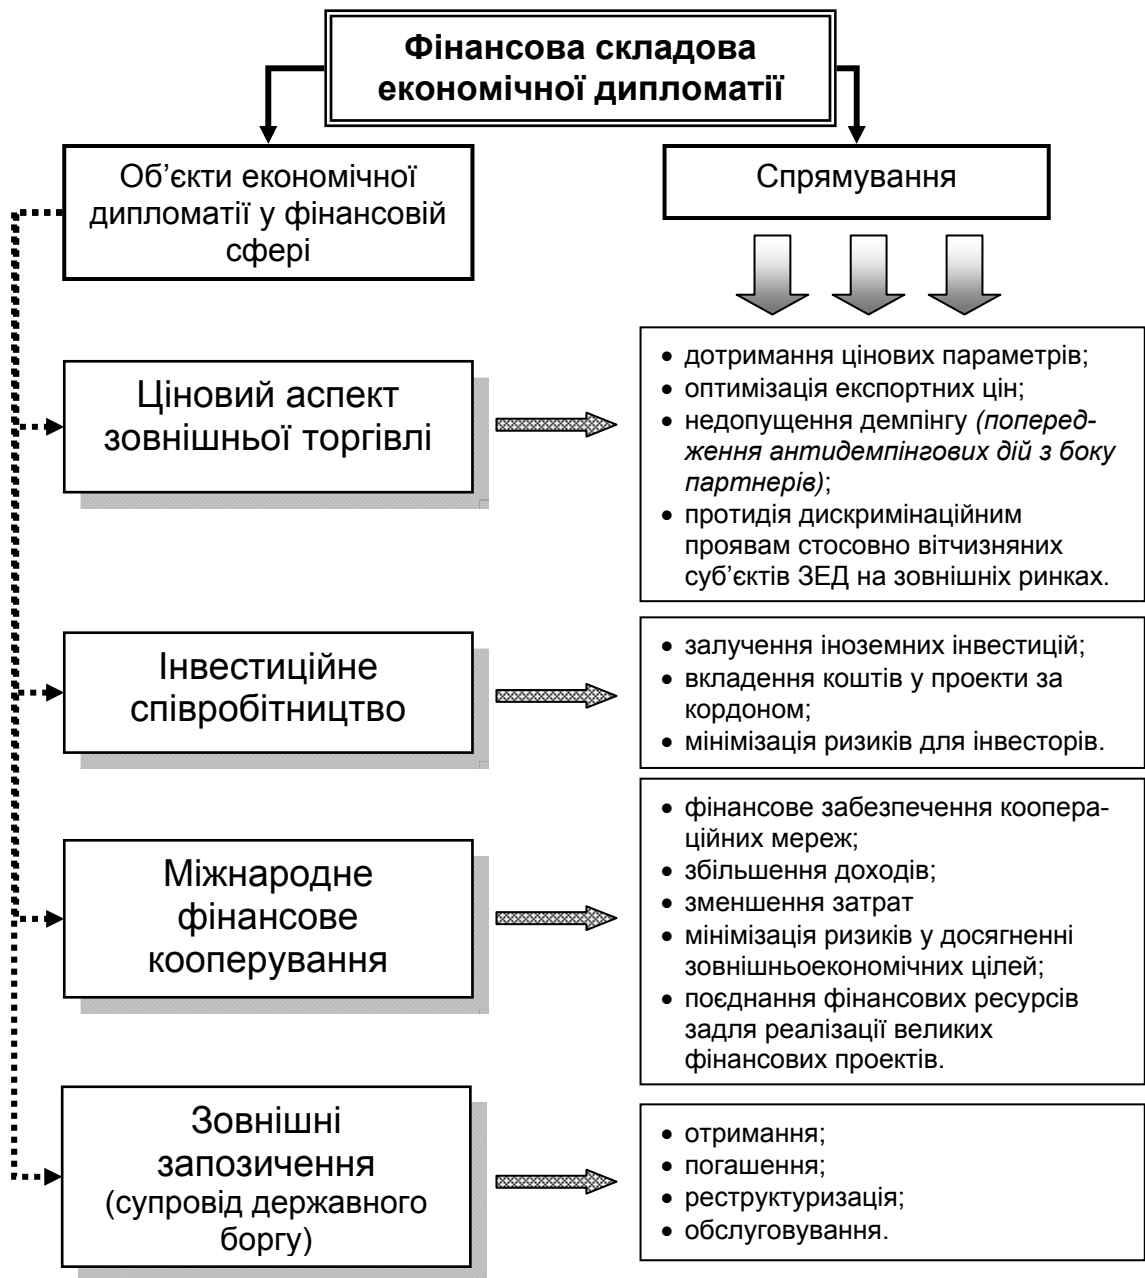 Фінансова складова
економічної дипломатії
Об’єкти економічної
дипломатії у фінансовій
сфері
Спрямування
Ціновий аспект
зовнішньої торгівлі
• дотримання цінових параметрів;
• оптимізація експортних цін;
• недопущення демпінгу (поперед-
ження антидемпінгових дій з боку
партнерів);
• протидія дискримінаційним
проявам стосовно вітчизняних
суб’єктів ЗЕД на зовнішніх ринках.
Інвестиційне
співробітництво
• залучення іноземних інвестицій;
• вкладення коштів у проекти за
кордоном;
• мінімізація ризиків для інвесторів.
Міжнародне
фінансове
кооперування
• фінансове забезпечення коопера-
ційних мереж;
• збільшення доходів;
• зменшення затрат
• мінімізація ризиків у досягненні
зовнішньоекономічних цілей;
• поєднання фінансових ресурсів
задля реалізації великих
фінансових проектів.
Зовнішні
запозичення
(супровід державного
боргу)
• отримання;
• погашення;
• реструктуризація;
• обслуговування.